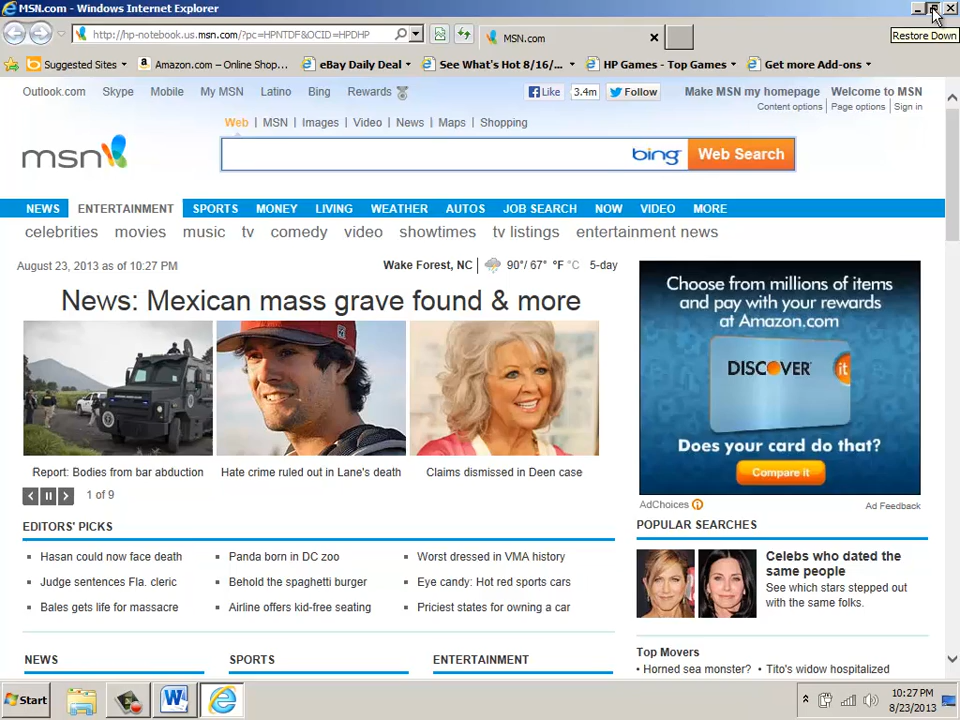 MSN.com - Windows Internet Explorer
http://hp-notebook.us.msn.com/?pc=HPNTDF&OCID=HPDHP
MSN.com
Restore Down
Suggested Sites
Amazon.com – Online Shop...
eBay Daily Deal
See What's Hot 8/16/...
HP Games - Top Games
Get more Add-ons
Outlook.com Skype Mobile My MSN Latino Bing Rewards
Like 3.4m Follow
Make MSN my homepage Welcome to MSN
Content options Page options Sign in
Web MSN Images Video News Maps Shopping
msn
bing Web Search
NEWS ENTERTAINMENT SPORTS MONEY LIVING WEATHER AUTOS JOB SEARCH NOW VIDEO MORE
celebrities movies music tv comedy video showtimes tv listings entertainment news
August 23, 2013 as of 10:27 PM
Wake Forest, NC 90°/ 67° °F °C 5-day
News: Mexican mass grave found & more
Report: Bodies from bar abduction
Hate crime ruled out in Lane's death
Claims dismissed in Deen case
1 of 9
Choose from millions of items
and pay with your rewards
at Amazon.com
DISCOVER it
Does your card do that?
Compare it
AdChoices
Ad Feedback
EDITORS' PICKS
Hasan could now face death
Panda born in DC zoo
Worst dressed in VMA history
Judge sentences Fla. cleric
Behold the spaghetti burger
Eye candy: Hot red sports cars
Bales gets life for massacre
Airline offers kid-free seating
Priciest states for owning a car
POPULAR SEARCHES
Celebs who dated the
same people
See which stars stepped out
with the same folks.
Top Movers
Horned sea monster? Tito's widow hospitalized
NEWS SPORTS ENTERTAINMENT
Start
10:27 PM
8/23/2013